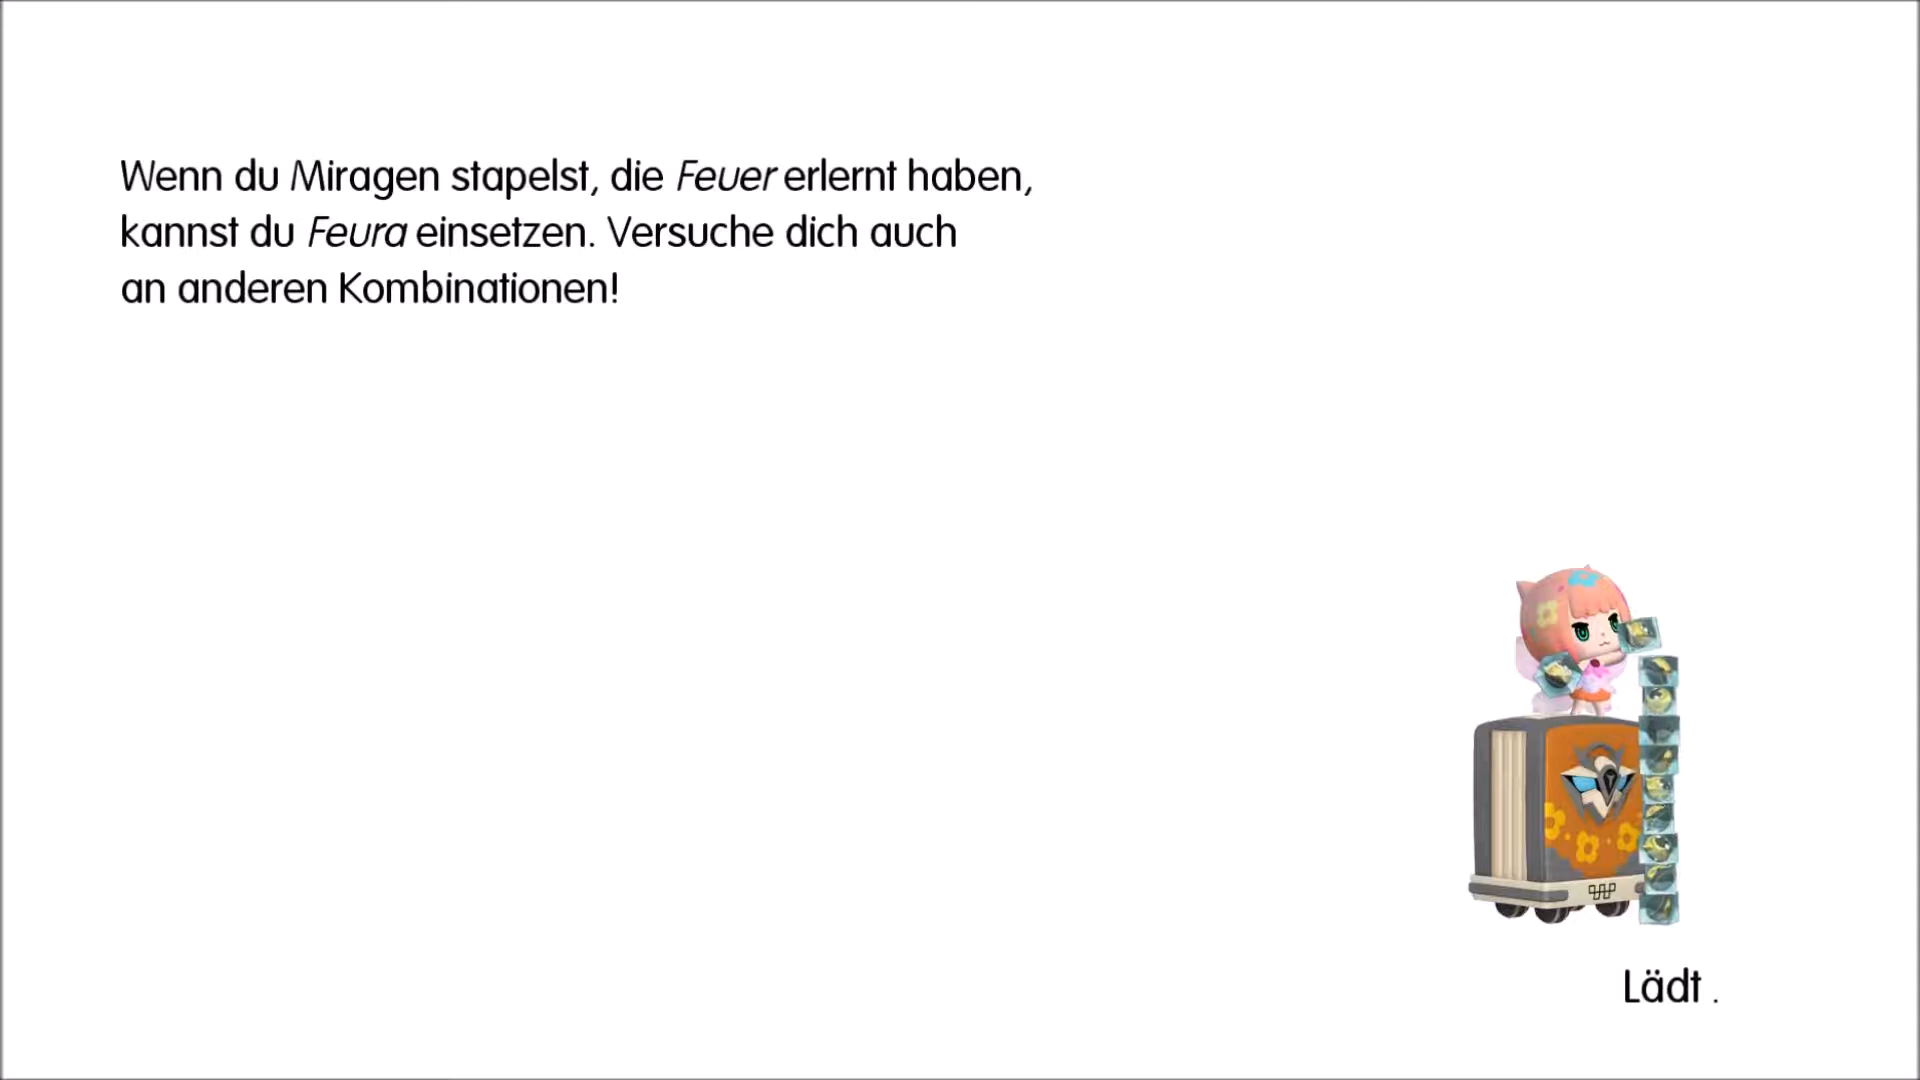 Wenn du Miragen stapelst, die Feuer erlernt haben,
kannst du Feura einsetzen. Versuche dich auch
an anderen Kombinationen!
Lädt .